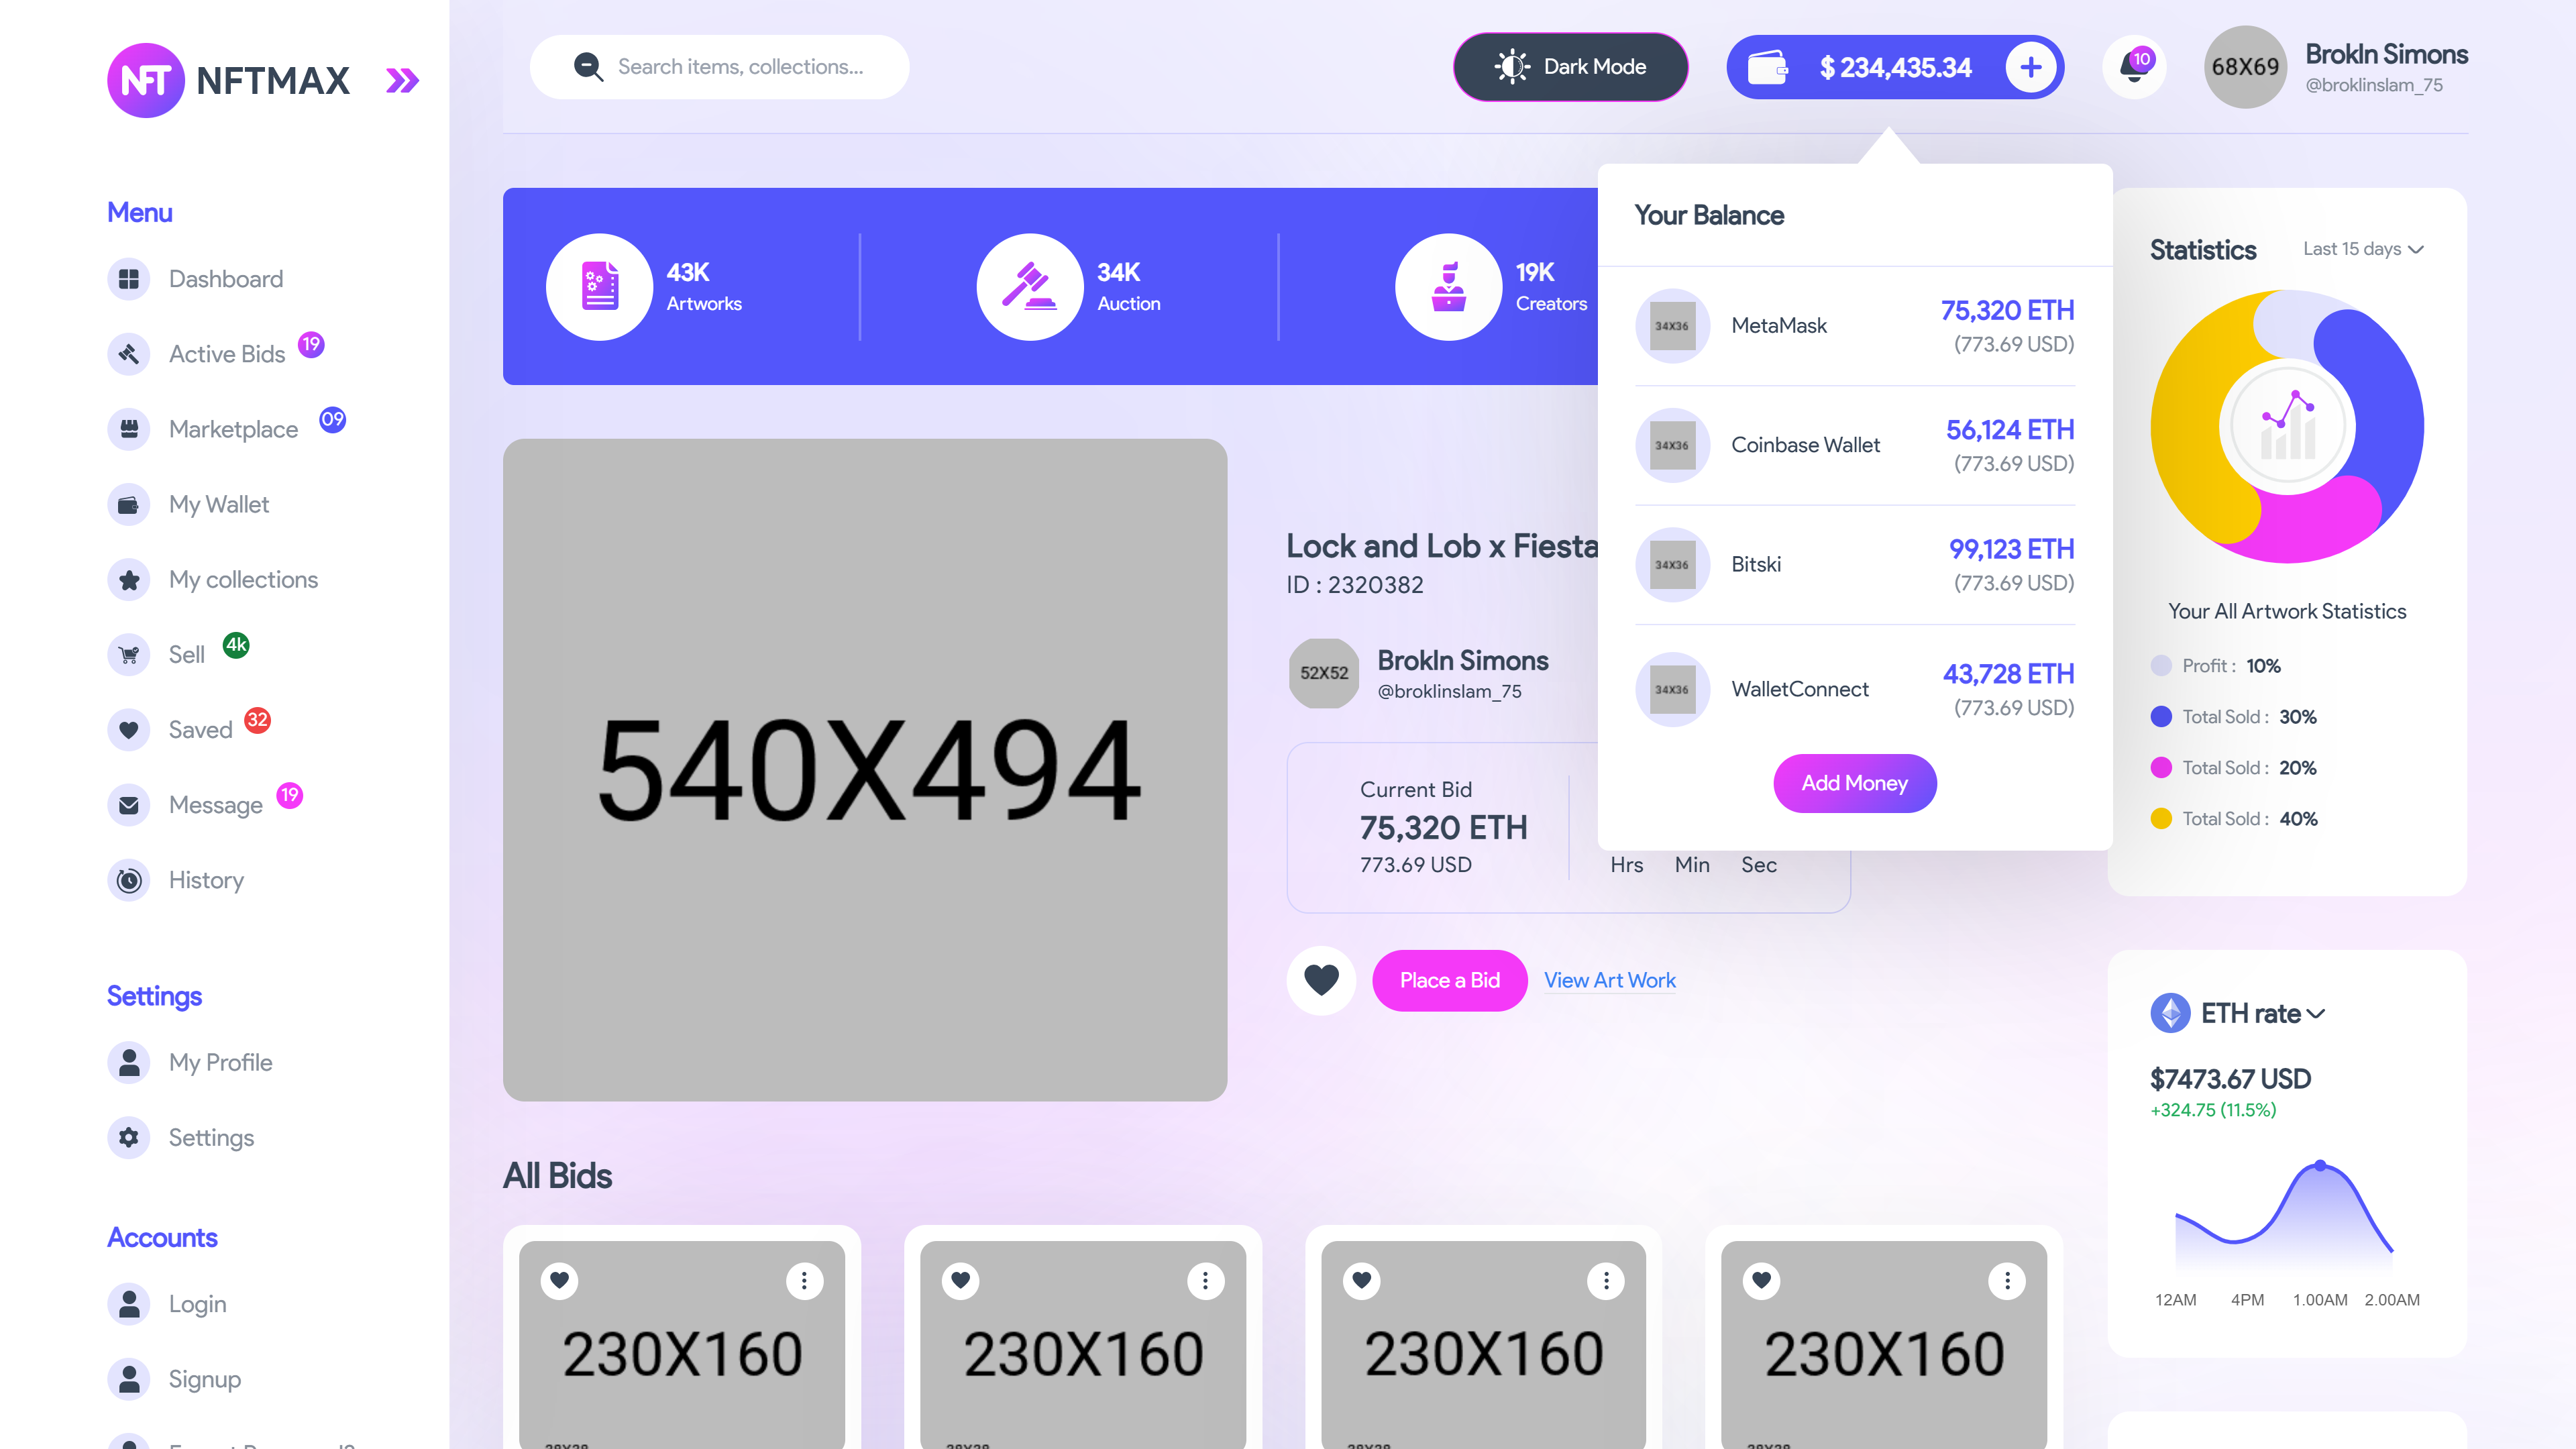 NFT NFTMAX
Search items, collections...
Dark Mode
$ 234,435.34
10
68X69
Brokln Simons
@broklinslam_75
Menu
Dashboard
Active Bids 19
Marketplace 09
My Wallet
My collections
Sell 4k
Saved 32
Message 19
History
Settings
My Profile
Settings
Accounts
Login
Signup
43K
Artworks
34K
Auction
19K
Creators
540X494
Lock and Lob x Fiesta
ID : 2320382
52X52
Brokln Simons
@broklinslam_75
Current Bid
75,320 ETH
773.69 USD
Hrs Min Sec
Place a Bid
View Art Work
Your Balance
34X36
MetaMask
75,320 ETH
(773.69 USD)
34X36
Coinbase Wallet
56,124 ETH
(773.69 USD)
34X36
Bitski
99,123 ETH
(773.69 USD)
34X36
WalletConnect
43,728 ETH
(773.69 USD)
Add Money
Statistics
Last 15 days
Your All Artwork Statistics
Profit : 10%
Total Sold : 30%
Total Sold : 20%
Total Sold : 40%
ETH rate
$7473.67 USD
+324.75 (11.5%)
12AM 4PM 1.00AM 2.00AM
All Bids
230X160
230X160
230X160
230X160